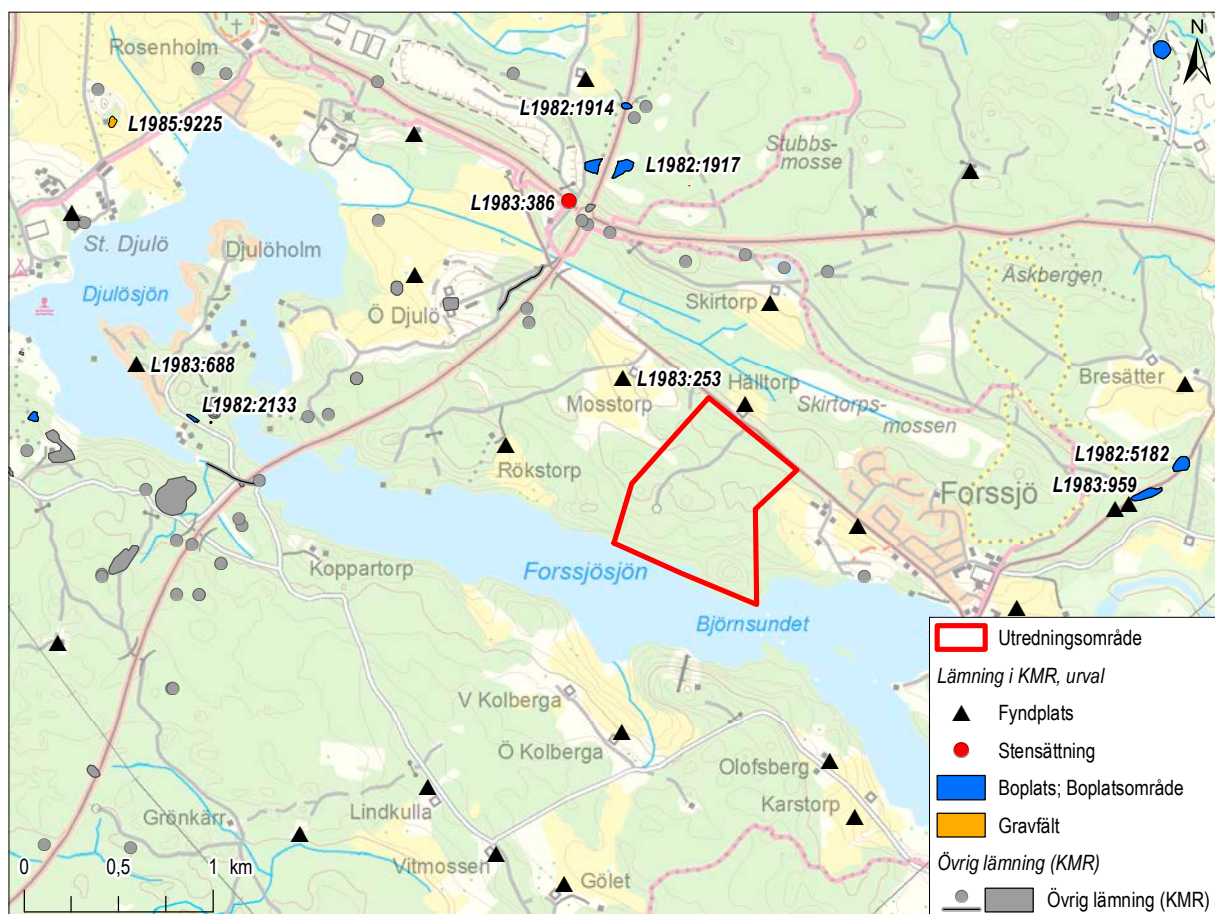 Rosenholm
N
L1982:1914
L1985:9225
Stubbs-
mosse
L1982:1917
L1983:386
St. Djulö
Djulöholm
Askbergen
Djulösjön
Skirtorp
Ö Djulö
L1983:688
L1983:253
Hälltorp
Bresätter
Mosstorp
L1982:2133
Skirtorps-
mossen
Rökstorp
L1982:5182
L1983:959
Forssjö
Koppartorp
Forssjösjön
Björnsundet
V Kolberga
Ö Kolberga
Olofsberg
Karstorp
Lindkulla
Grönkärr
Vitmossen
Gölet
0 0,5 1 km
Utredningsområde
Lämning i KMR, urval
Fyndplats
Stensättning
Boplats; Boplatsområde
Gravfält
Övrig lämning (KMR)
Övrig lämning (KMR)